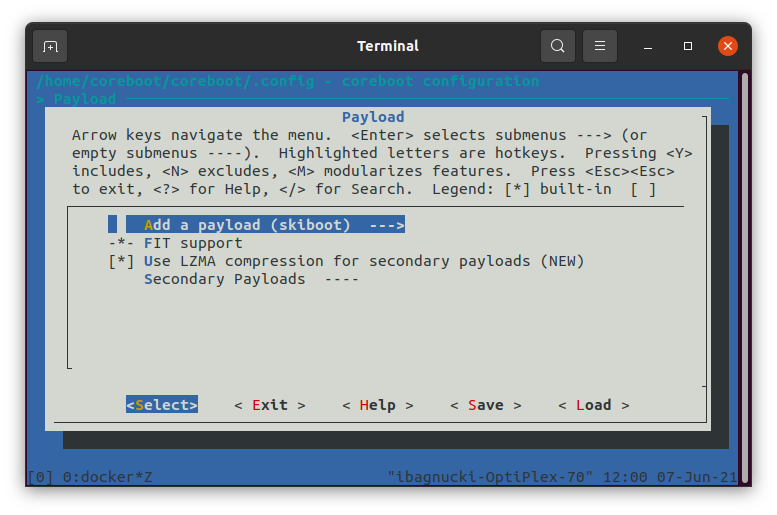 Terminal
/home/coreboot/coreboot/.config - coreboot configuration
> Payload
Payload
Arrow keys navigate the menu.  <Enter> selects submenus ---> (or
empty submenus ----).  Highlighted letters are hotkeys.  Pressing <Y>
includes, <N> excludes, <M> modularizes features.  Press <Esc><Esc>
to exit, <?> for Help, </> for Search.  Legend: [*] built-in  [ ]
Add a payload (skiboot)  --->
-*- FIT support
[*] Use LZMA compression for secondary payloads (NEW)
Secondary Payloads  ----
<Select>    < Exit >    < Help >    < Save >    < Load >
[0] 0:docker*Z    "ibagnucki-OptiPlex-70" 12:00 07-Jun-21